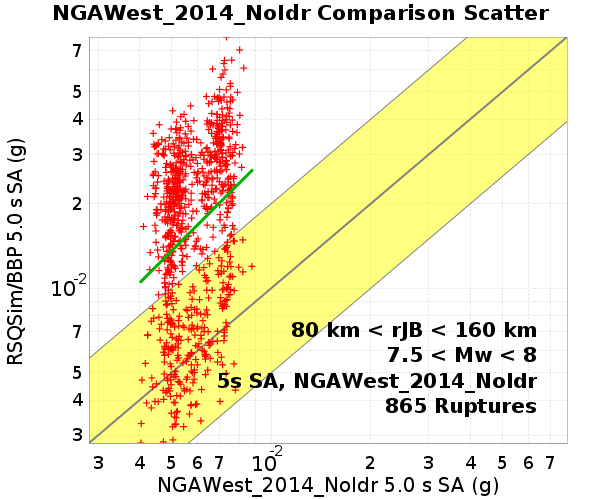 NGAWest_2014_NoIdr Comparison Scatter
7
5
4
3
2
10-2
7
5
4
3
RSQSim/BBP 5.0 s SA (g)
80 km < rJB < 160 km
7.5 < Mw < 8
5s SA, NGAWest_2014_NoIdr
865 Ruptures
3 4 5 6 7 10-2 2 3 4 5 6 7
NGAWest_2014_NoIdr 5.0 s SA (g)